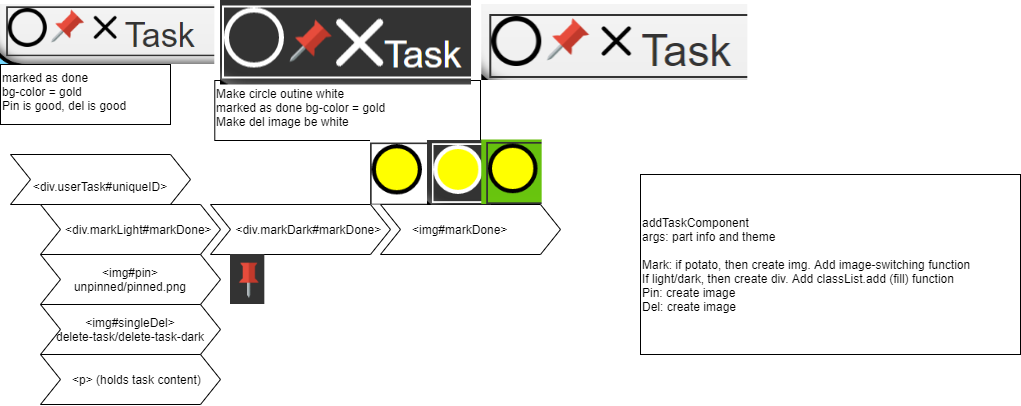 Task
Task
Task
marked as done
bg-color = gold
Pin is good, del is good
Make circle outine white
marked as done bg-color = gold
Make del image be white
<div.userTask#uniqueID>
<div.markLight#markDone>
<div.markDark#markDone>
<img#markDone>
<img#pin>
unpinned/pinned.png
<img#singleDel>
delete-task/delete-task-dark
<p> (holds task content)
addTaskComponent
args: part info and theme
Mark: if potato, then create img. Add image-switching function
If light/dark, then create div. Add classList.add (fill) function
Pin: create image
Del: create image